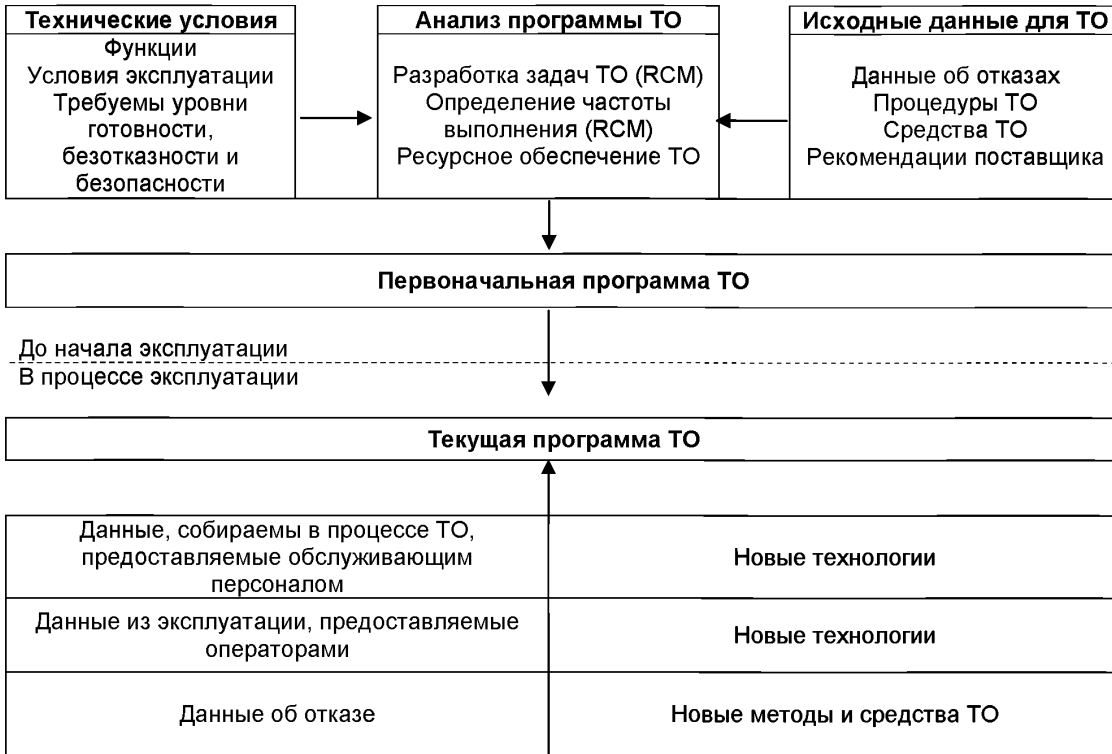 Технические условия
Функции
Условия эксплуатации
Требуемы уровни
готовности,
безотказности и
безопасности
Анализ программы ТО
Разработка задач ТО (RCM)
Определение частоты
выполнения (RCM)
Ресурсное обеспечение ТО
Исходные данные для ТО
Данные об отказах
Процедуры ТО
Средства ТО
Рекомендации поставщика
Первоначальная программа ТО
До начала эксплуатации
В процессе эксплуатации
Текущая программа ТО
Данные, собираемы в процессе ТО,
предоставляемые обслуживающим
персоналом
Новые технологии
Данные из эксплуатации, предоставляемые
операторами
Новые технологии
Данные об отказе
Новые методы и средства ТО